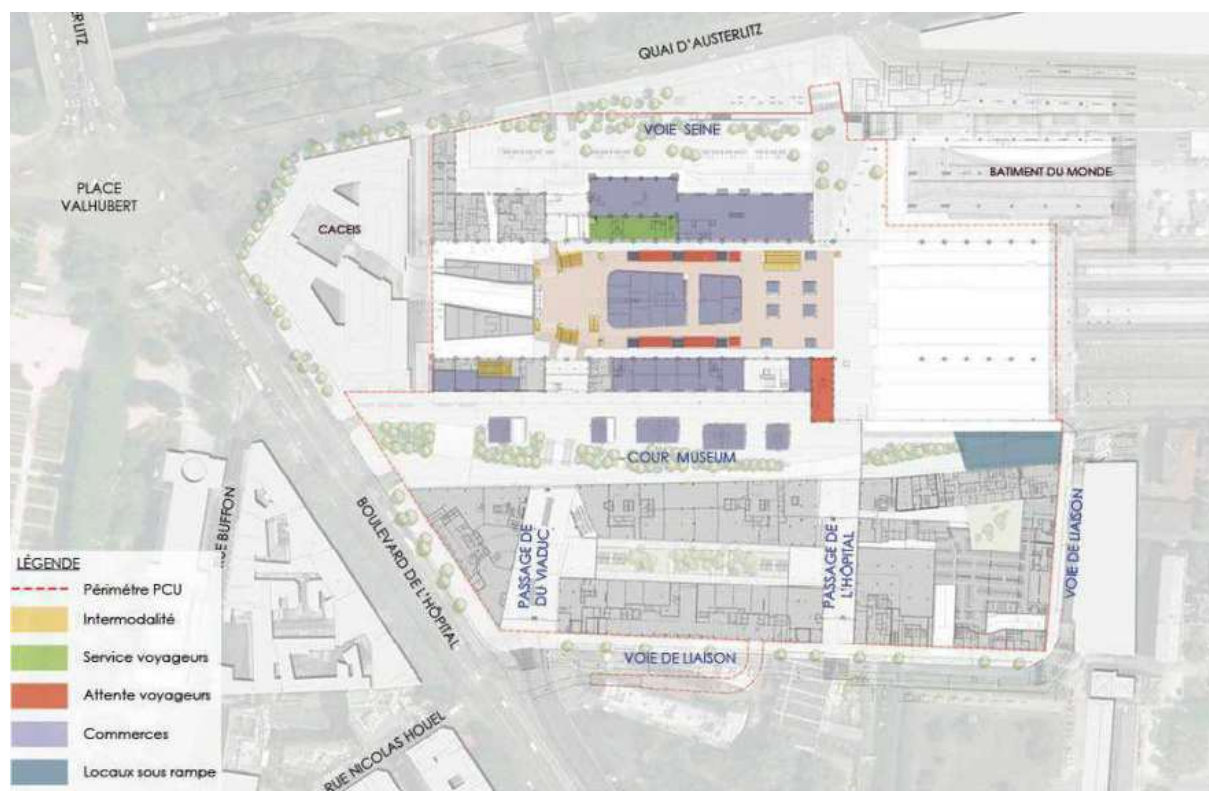 QUAI D'AUSTERLITZ
VOIE SEINE
BATIMENT DU MONDE
PLACE
VALHUBERT
CACEIS
COUR MUSEUM
BOULEVARD DE L'HÔPITAL
PASSAGE DE
DU VIADUC
PASSAGE DE
L'HÔPITAL
VOIE DE LIAISON
VOIE DE LIAISON
RUE NICOLAS HOUEL
BUFFON
LÉGENDE
Périmétre PCU
Intermodalité
Service voyageurs
Attente voyageurs
Commerces
Locaux sous rampe